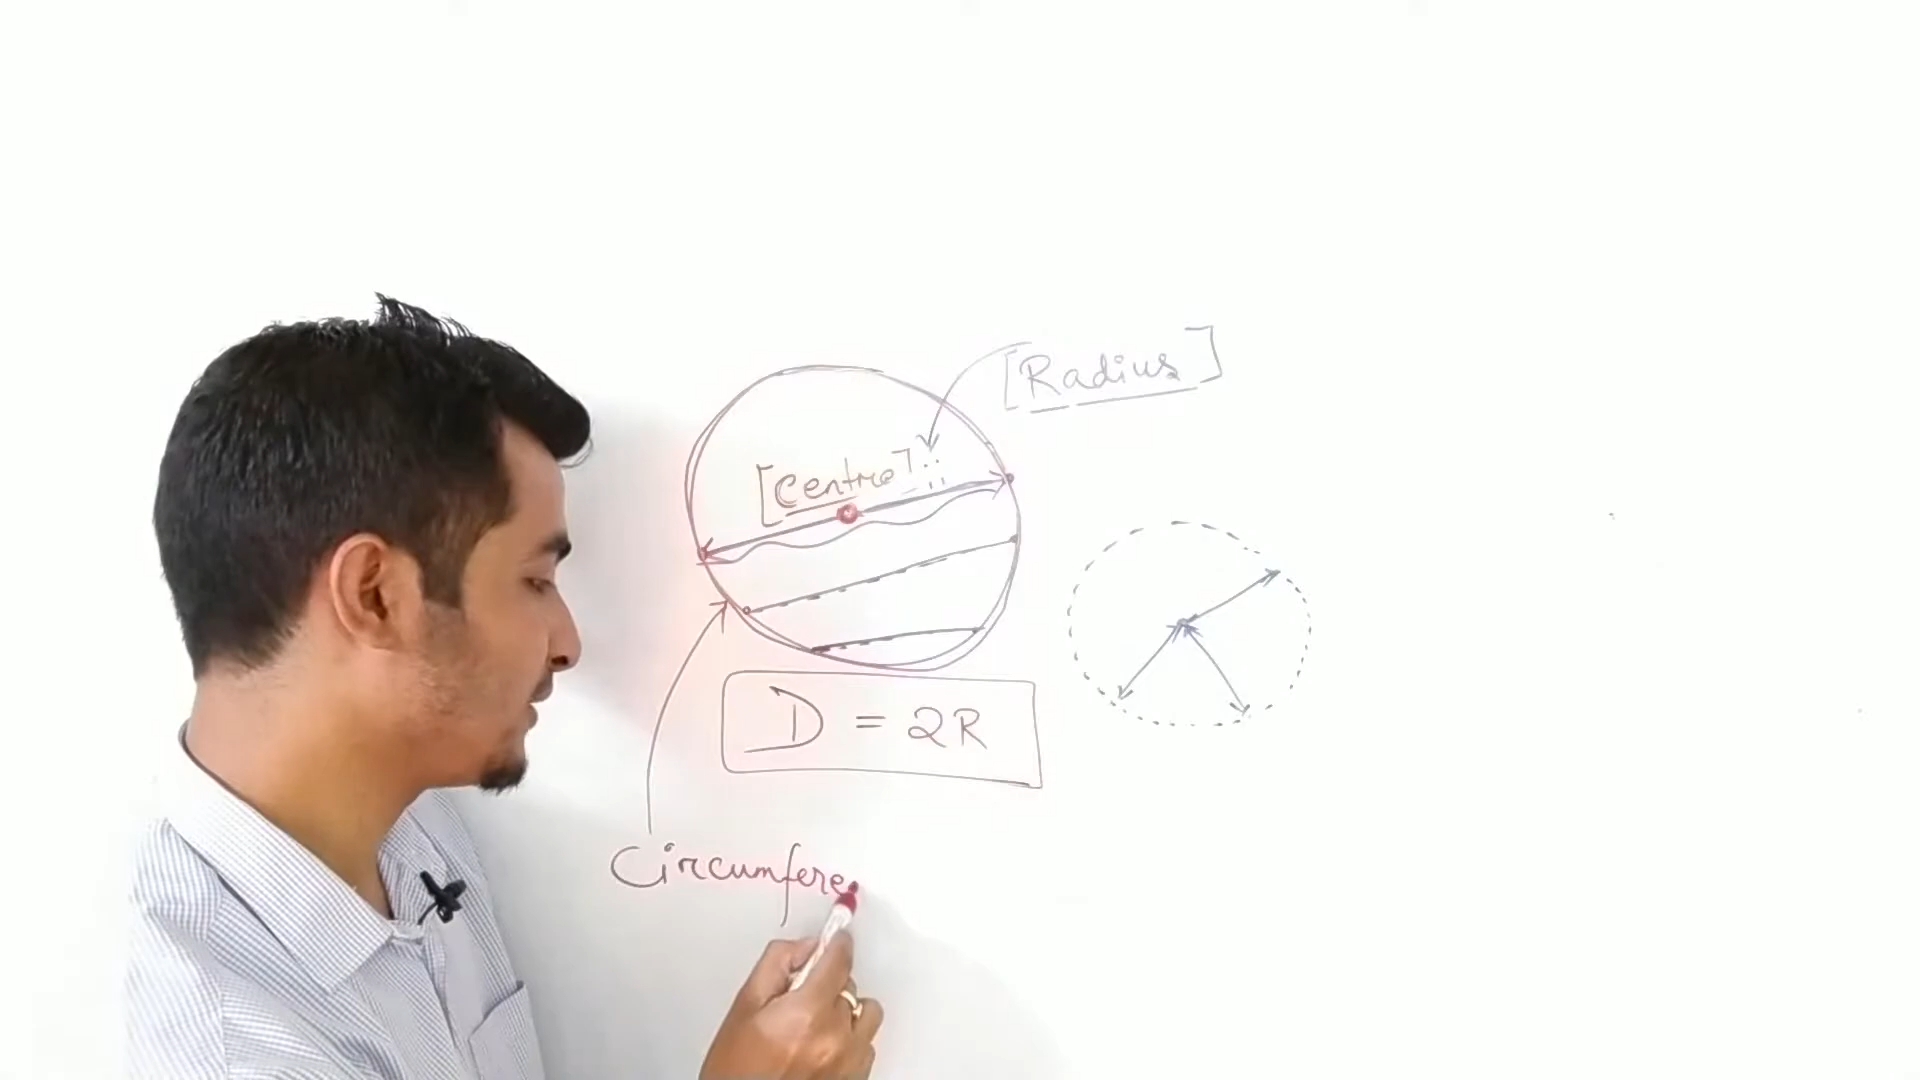 [Radius]
[Centre]
D = 2R
Circumfere